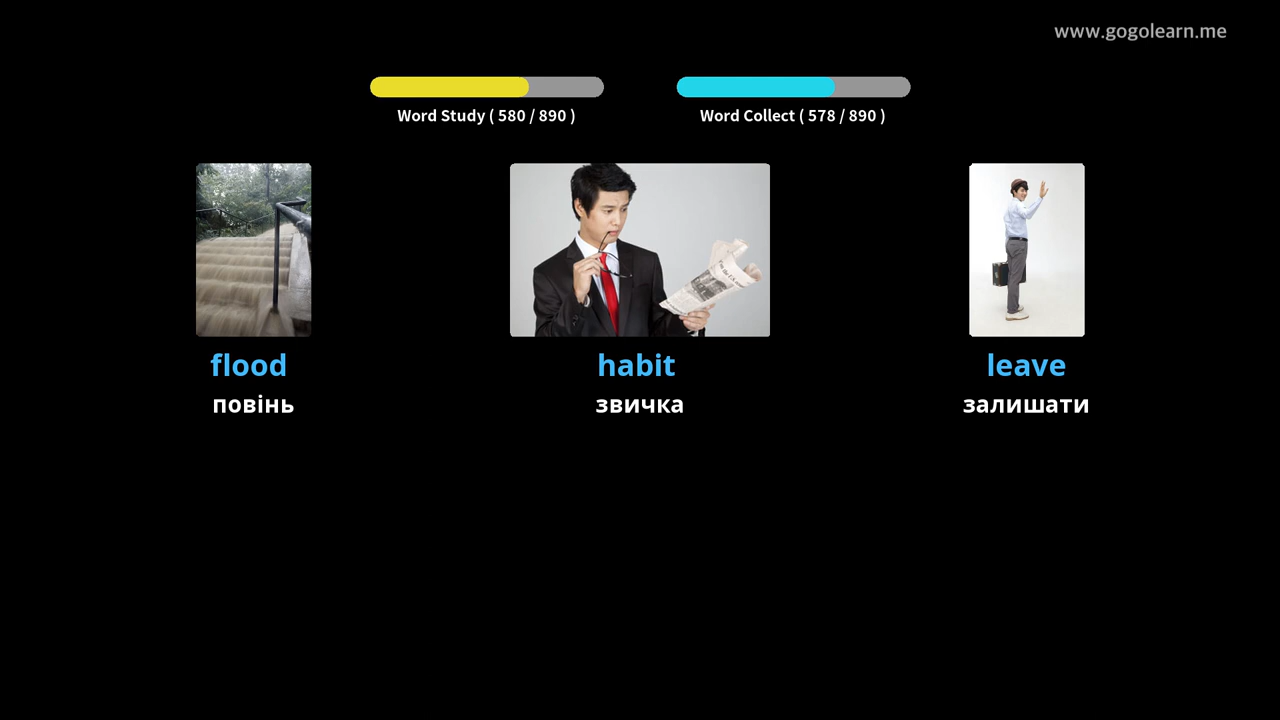 www.gogolearn.me
Word Study ( 580 / 890 )
Word Collect ( 578 / 890 )
flood
повінь
habit
звичка
leave
залишати